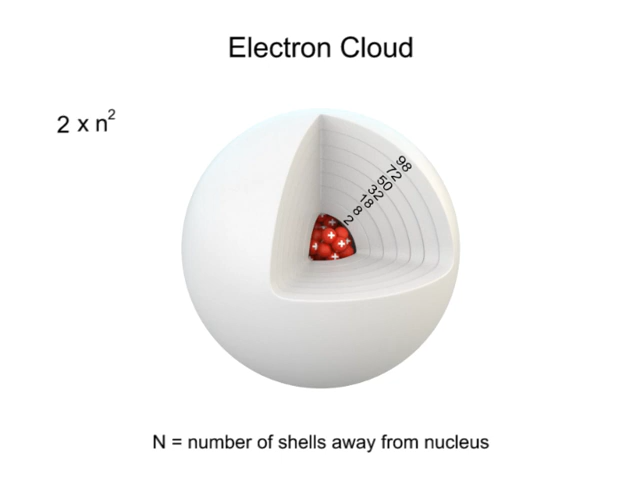 Electron Cloud
2 x n²
98
72
50
32
18
8
2
N = number of shells away from nucleus